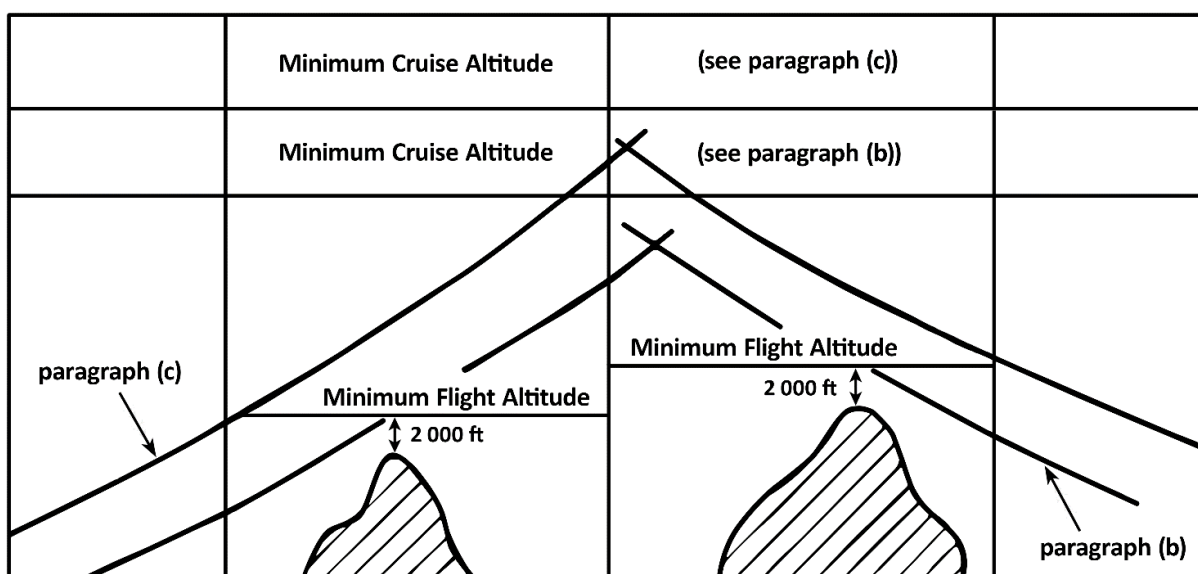 Minimum Cruise Altitude
(see paragraph (c))
Minimum Cruise Altitude
(see paragraph (b))
Minimum Flight Altitude
paragraph (c)
2 000 ft
Minimum Flight Altitude
2 000 ft
paragraph (b)